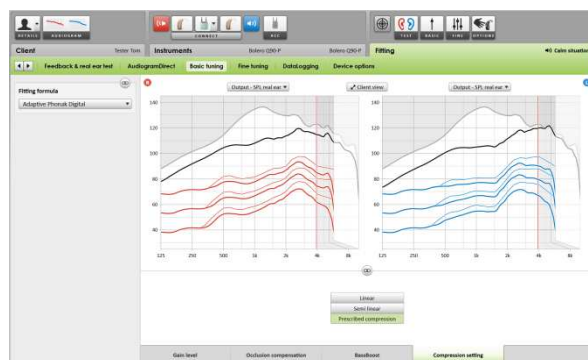 DETAILS AUDIOGRAM CONNECT REC TEST BASIC FINE OPTIONS
Client Tester Tom Instruments Bolero Q90-P Bolero Q90-P Fitting Calm situation
Feedback & real ear test AudiogramDirect Basic tuning Fine tuning DataLogging Device options
Fitting formula
Adaptive Phonak Digital
Output - SPL real ear Client view Output - SPL real ear
140 140
120 120
100 100
80 80
60 60
40 40
125 250 500 1k 2k 4k 8k 125 250 500 1k 2k 4k 8k
Linear
Semi linear
Prescribed compression
Gain level Occlusion compensation BassBoost Compression setting